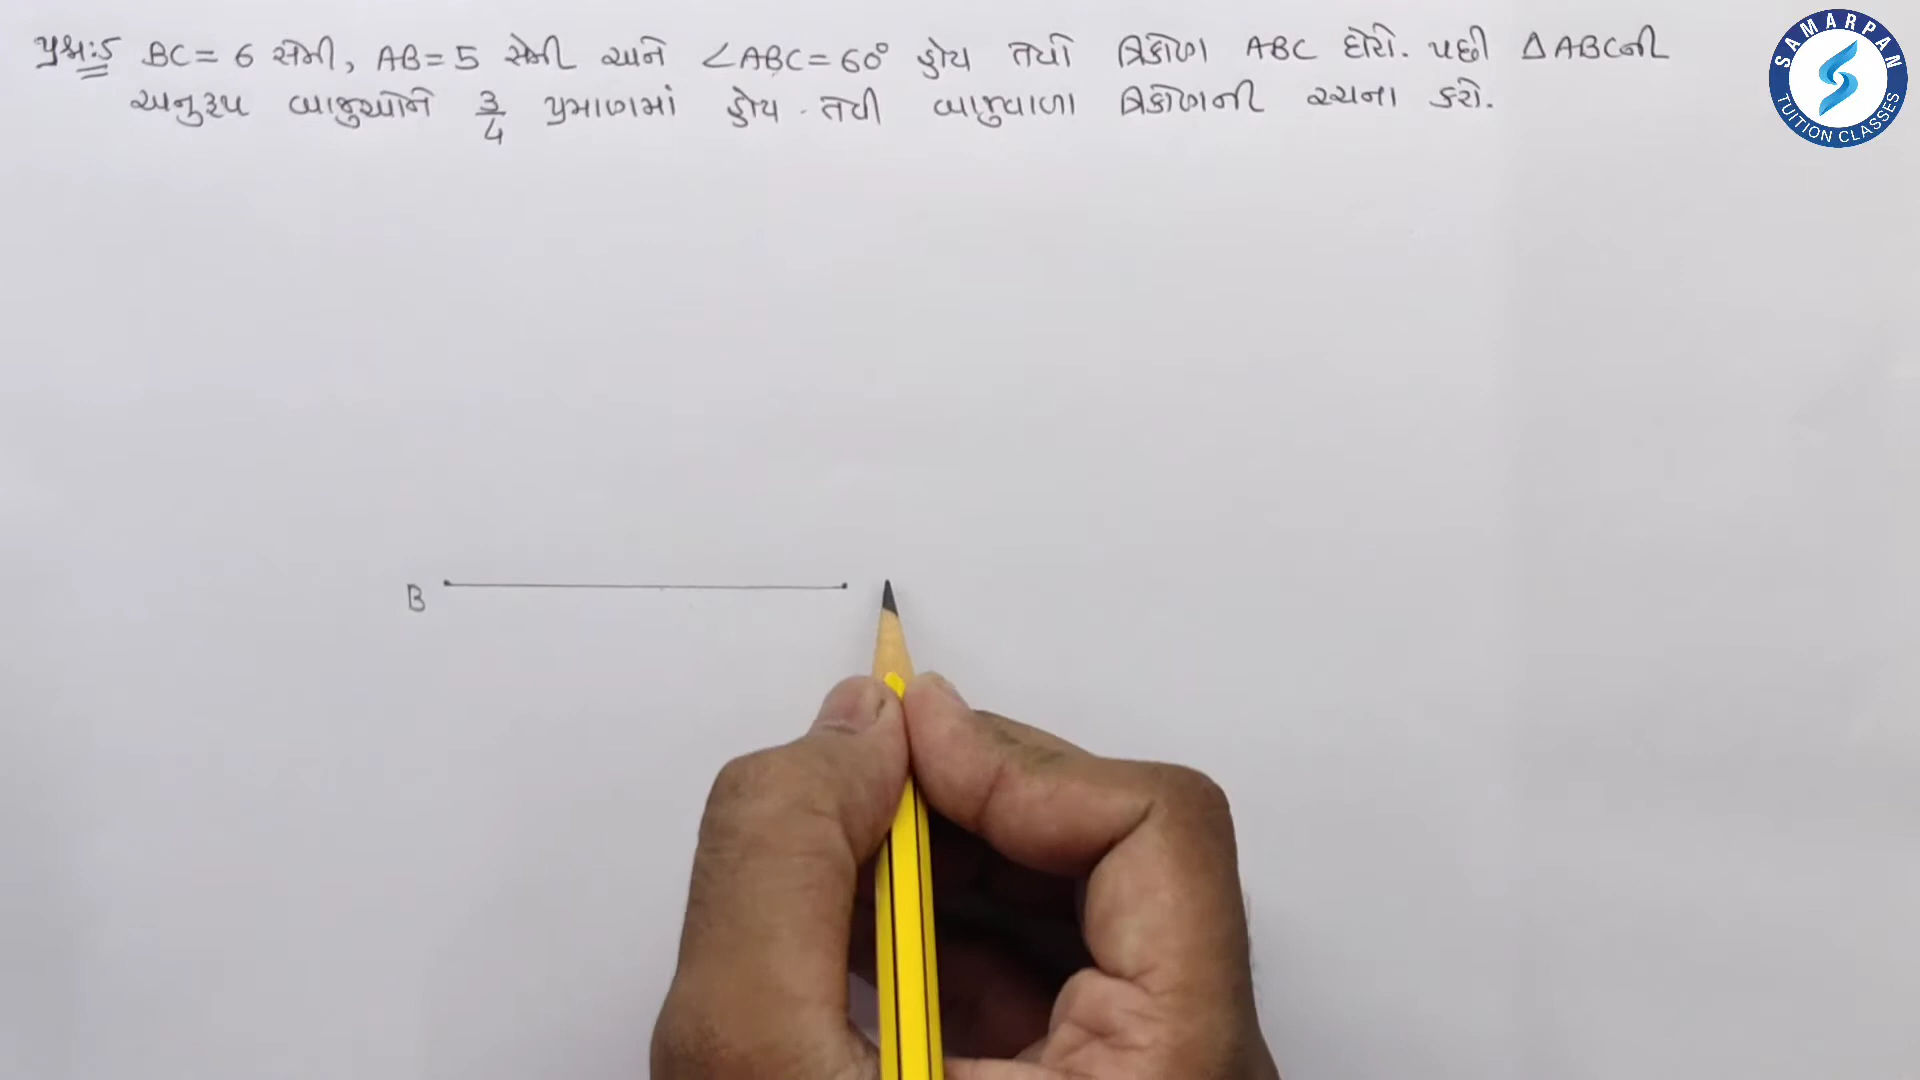 પ્રશ્ન:5 BC = 6 સેમી, AB = 5 સેમી અને ∠ABC = 60° હોય તેવો ત્રિકોણ ABC દોરો. પછી △ABCની
અનુરૂપ બાજુઓને 3/4 પ્રમાણમાં હોય તેવી બાજુવાળા ત્રિકોણની રચના કરો.
SAMARPAN
TUITION CLASSES
B